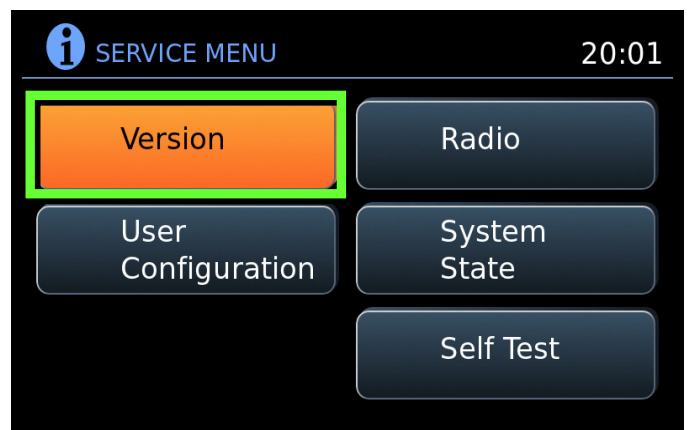 SERVICE MENU
20:01
Version
Radio
User
Configuration
System
State
Self Test